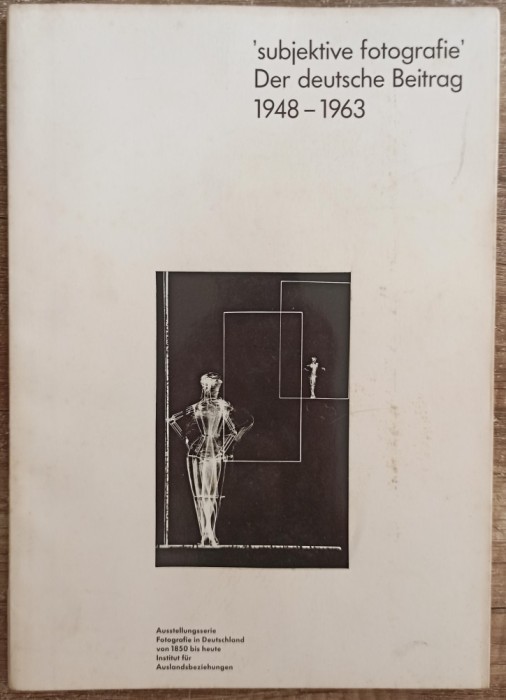 'subjektive fotografie'
Der deutsche Beitrag
1948 – 1963
Ausstellungsserie
Fotografie in Deutschland
von 1850 bis heute
Institut für
Auslandsbeziehungen